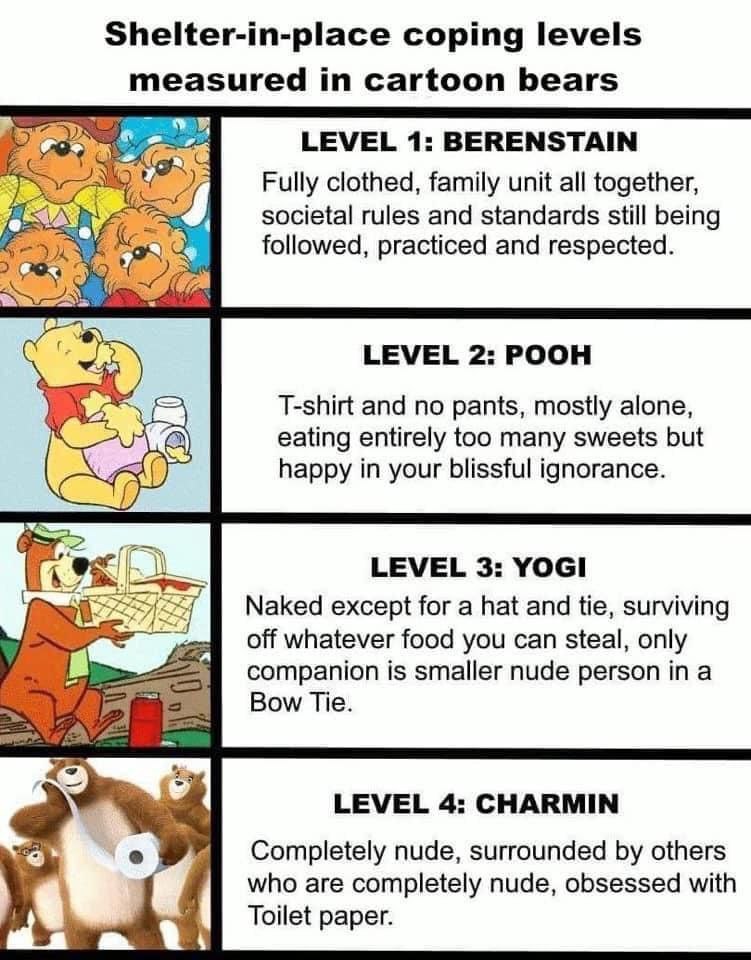 Shelter-in-place coping levels
measured in cartoon bears
LEVEL 1: BERENSTAIN
Fully clothed, family unit all together,
societal rules and standards still being
followed, practiced and respected.
LEVEL 2: POOH
T-shirt and no pants, mostly alone,
eating entirely too many sweets but
happy in your blissful ignorance.
LEVEL 3: YOGI
Naked except for a hat and tie, surviving
off whatever food you can steal, only
companion is smaller nude person in a
Bow Tie.
LEVEL 4: CHARMIN
Completely nude, surrounded by others
who are completely nude, obsessed with
Toilet paper.